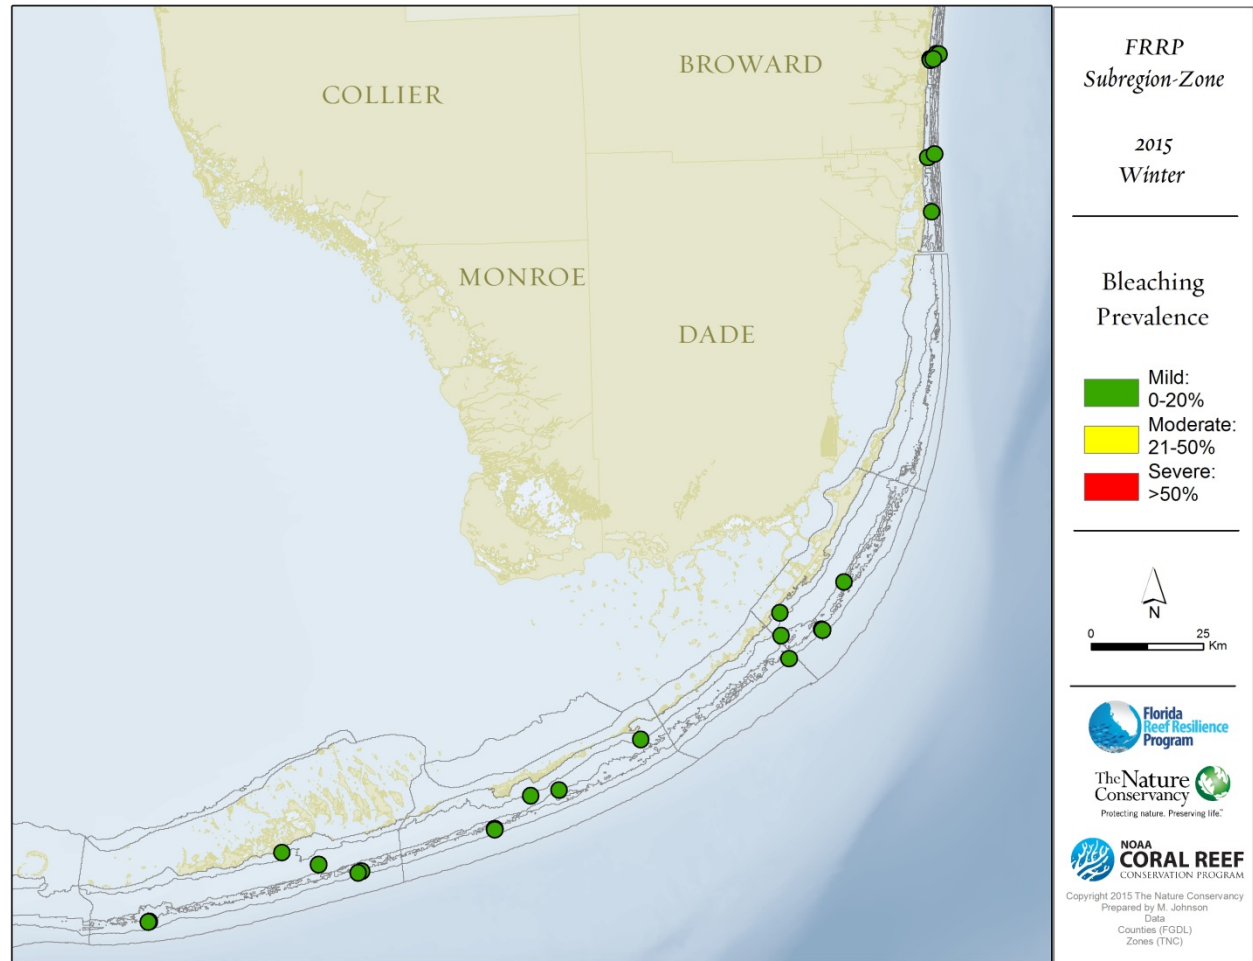 COLLIER
BROWARD
MONROE
DADE
FRRP
Subregion-Zone
2015
Winter
Bleaching
Prevalence
Mild:
0-20%
Moderate:
21-50%
Severe:
>50%
N
0 25
Km
Florida
Reef Resilience
Program
The Nature
Conservancy
Protecting nature. Preserving life.™
NOAA
CORAL REEF
CONSERVATION PROGRAM
Copyright 2015 The Nature Conservancy
Prepared by M. Johnson
Data
Counties (FGDL)
Zones (TNC)